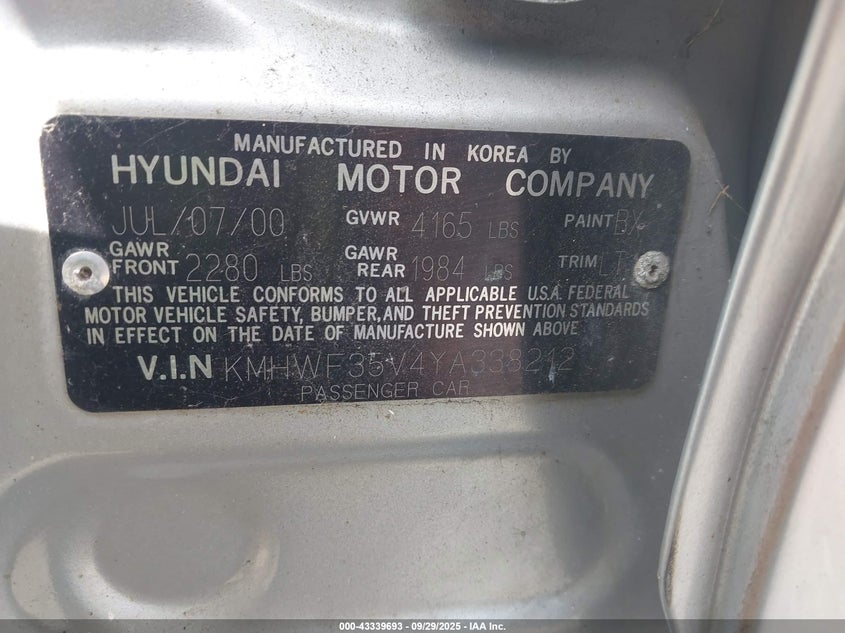 MANUFACTURED IN KOREA BY
HYUNDAI MOTOR COMPANY
JUL/07/00 GVWR 4165 LBS PAINT BX
GAWR FRONT 2280 LBS GAWR REAR 1984 LBS TRIM LT
THIS VEHICLE CONFORMS TO ALL APPLICABLE U.S.A. FEDERAL
MOTOR VEHICLE SAFETY, BUMPER, AND THEFT PREVENTION STANDARDS
IN EFFECT ON THE DATE OF MANUFACTURE SHOWN ABOVE
V.I.N KMHWF35V4YA338212
PASSENGER CAR
000-43339693 - 09/29/2025 - IAA Inc.